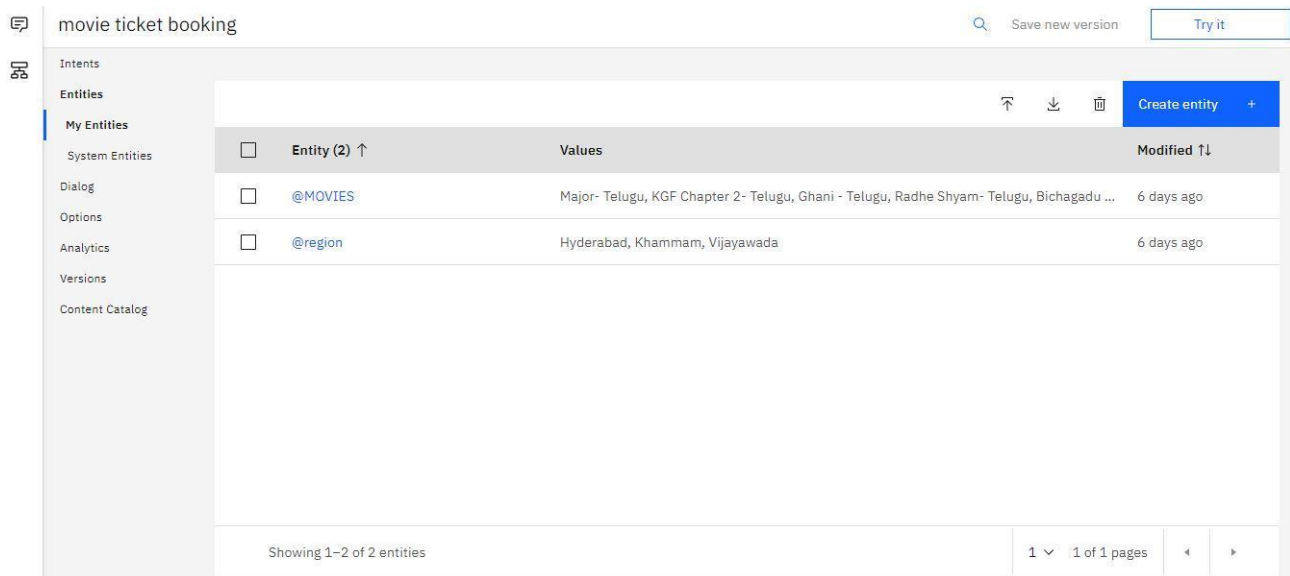 movie ticket booking Save new version Try it
Intents
Entities
My Entities
System Entities
Dialog
Options
Analytics
Versions
Content Catalog
Create entity +
Entity (2) ↑ Values Modified ↑↓
@MOVIES Major- Telugu, KGF Chapter 2- Telugu, Ghani - Telugu, Radhe Shyam- Telugu, Bichagadu ... 6 days ago
@region Hyderabad, Khammam, Vijayawada 6 days ago
Showing 1–2 of 2 entities 1 1 of 1 pages